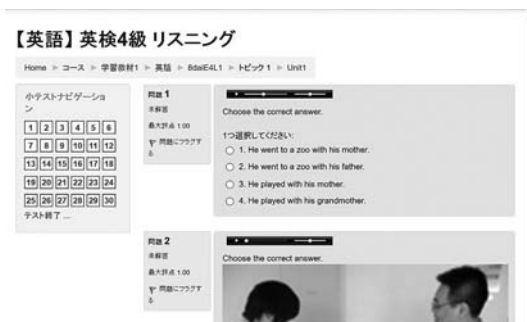 【英語】英検4級 リスニング
Home ► コース ► 学習教材1 ► 英語 ► 8daiE4L1 ► トピック 1 ► Unit1
小テストナビゲーショ
ン
1 2 3 4 5 6
7 8 9 10 11 12
13 14 15 16 17 18
19 20 21 22 23 24
25 26 27 28 29 30
テスト終了 ...
問題 1
未解答
最大評点 1.00
問題にフラグす
る
Choose the correct answer.
1つ選択してください:
1. He went to a zoo with his mother.
2. He went to a zoo with his father.
3. He played with his mother.
4. He played with his grandmother.
問題 2
未解答
最大評点 1.00
問題にフラグす
る
Choose the correct answer.